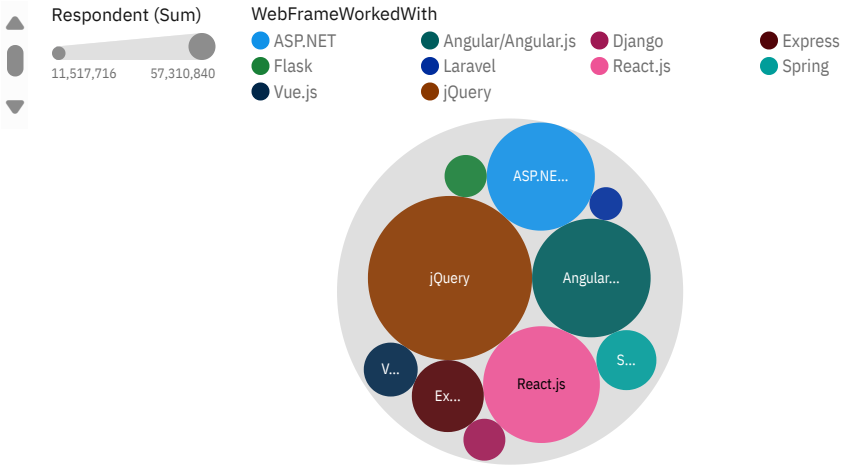 Respondent (Sum)
11,517,716 57,310,840
WebFrameWorkedWith
ASP.NET Angular/Angular.js Django Express
Flask Laravel React.js Spring
Vue.js jQuery
ASP.NE...
jQuery
Angular...
S...
V...
React.js
Ex...